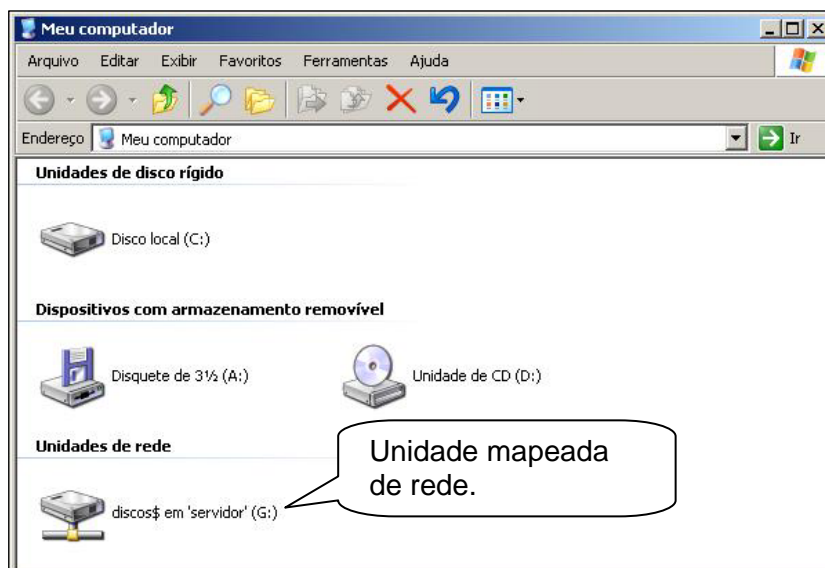 Meu computador
Arquivo Editar Exibir Favoritos Ferramentas Ajuda
Endereço Meu computador Ir
Unidades de disco rígido
Disco local (C:)
Dispositivos com armazenamento removível
Disquete de 3½ (A:) Unidade de CD (D:)
Unidades de rede
Unidade mapeada
de rede.
discos$ em 'servidor' (G:)